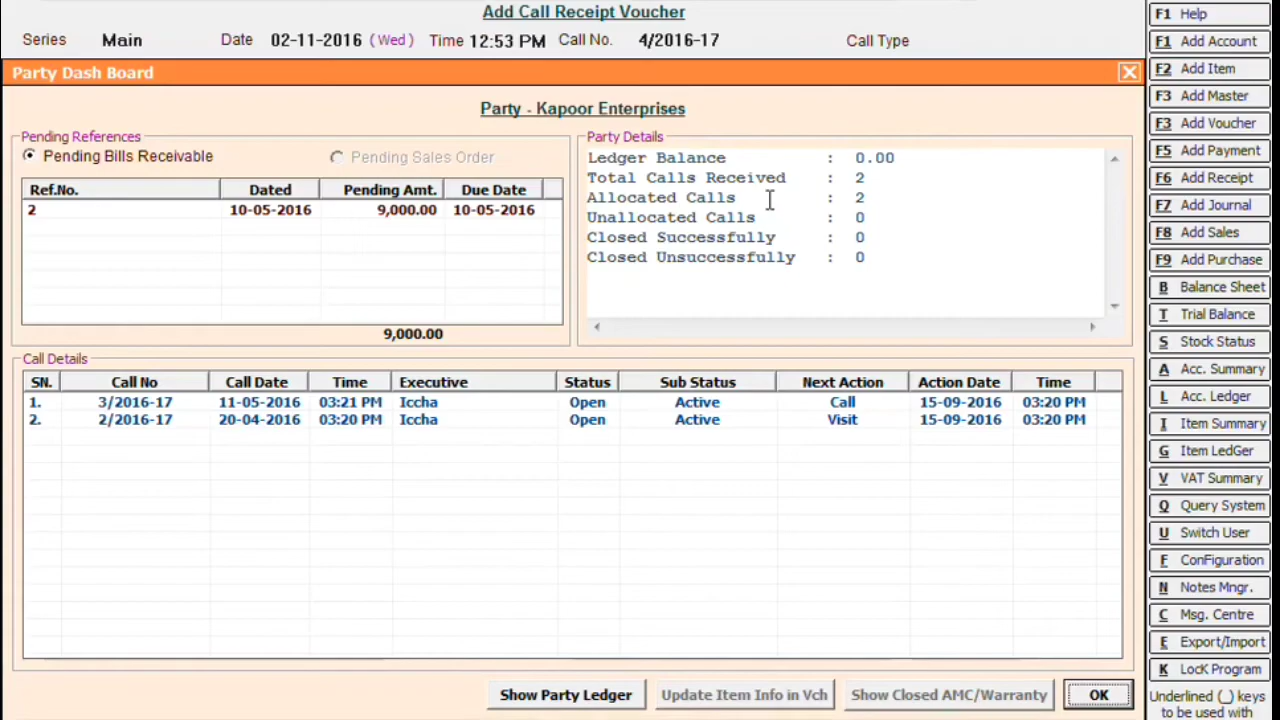 Add Call Receipt Voucher
Series Main Date 02-11-2016 (Wed) Time 12:53 PM Call No. 4/2016-17 Call Type
Party Dash Board
Party - Kapoor Enterprises
Pending References
Pending Bills Receivable Pending Sales Order
Ref.No. Dated Pending Amt. Due Date
2 10-05-2016 9,000.00 10-05-2016
9,000.00
Party Details
Ledger Balance : 0.00
Total Calls Received : 2
Allocated Calls : 2
Unallocated Calls : 0
Closed Successfully : 0
Closed Unsuccessfully : 0
Call Details
SN. Call No Call Date Time Executive Status Sub Status Next Action Action Date Time
1. 3/2016-17 11-05-2016 03:21 PM Iccha Open Active Call 15-09-2016 03:20 PM
2. 2/2016-17 20-04-2016 03:20 PM Iccha Open Active Visit 15-09-2016 03:20 PM
Show Party Ledger Update Item Info in Vch Show Closed AMC/Warranty OK
F1 Help
F1 Add Account
F2 Add Item
F3 Add Master
F3 Add Voucher
F5 Add Payment
F6 Add Receipt
F7 Add Journal
F8 Add Sales
F9 Add Purchase
B Balance Sheet
T Trial Balance
S Stock Status
A Acc. Summary
L Acc. Ledger
I Item Summary
G Item LedGer
V VAT Summary
Q Query System
U Switch User
F ConFiguration
N Notes Mngr.
C Msg. Centre
E Export/Import
K LocK Program
Underlined (_) keys
to be used with